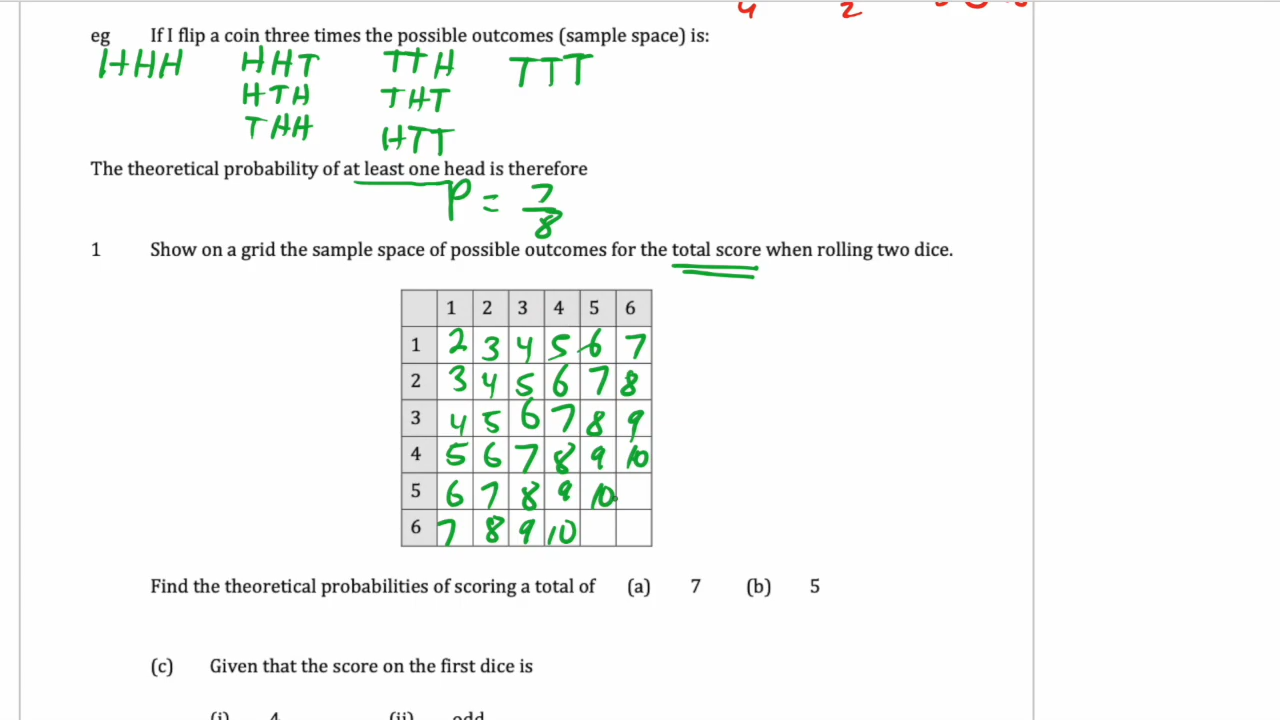 4 2
eg If I flip a coin three times the possible outcomes (sample space) is:
HHH HHT TTH TTT
HTH THT
THH HTT
The theoretical probability of at least one head is therefore
P = 7/8
1 Show on a grid the sample space of possible outcomes for the total score when rolling two dice.
1 2 3 4 5 6
1 2 3 4 5 6 7
2 3 4 5 6 7 8
3 4 5 6 7 8 9
4 5 6 7 8 9 10
5 6 7 8 9 10
6 7 8 9 10
Find the theoretical probabilities of scoring a total of (a) 7 (b) 5
(c) Given that the score on the first dice is
(i) 4 (ii) odd